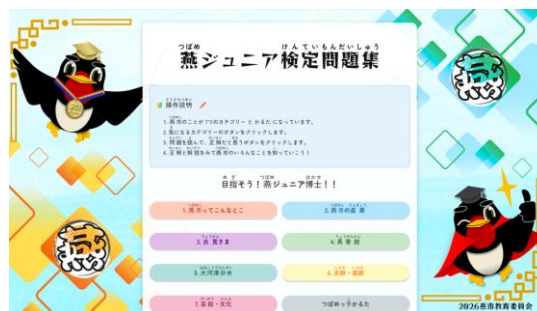 燕ジュニア検定問題集
操作説明
1. 燕市のことが7つのカテゴリー と かるた になっています。
2. 気になるカテゴリーのボタンをクリックします。
3. 問題を読んで、正解だと思うボタンをクリックします。
4. 正解と解説をみて燕市のいろんなことを知っていこう！
目指そう！燕ジュニア博士！！
1. 燕市ってこんなとこ
2. 燕市の産業
3. 良寛さま
4. 長善館
5. 大河津分水
6. 史跡・遺跡
7. 芸術・文化
つばめっ子かるた
燕
燕
2026燕市教育委員会